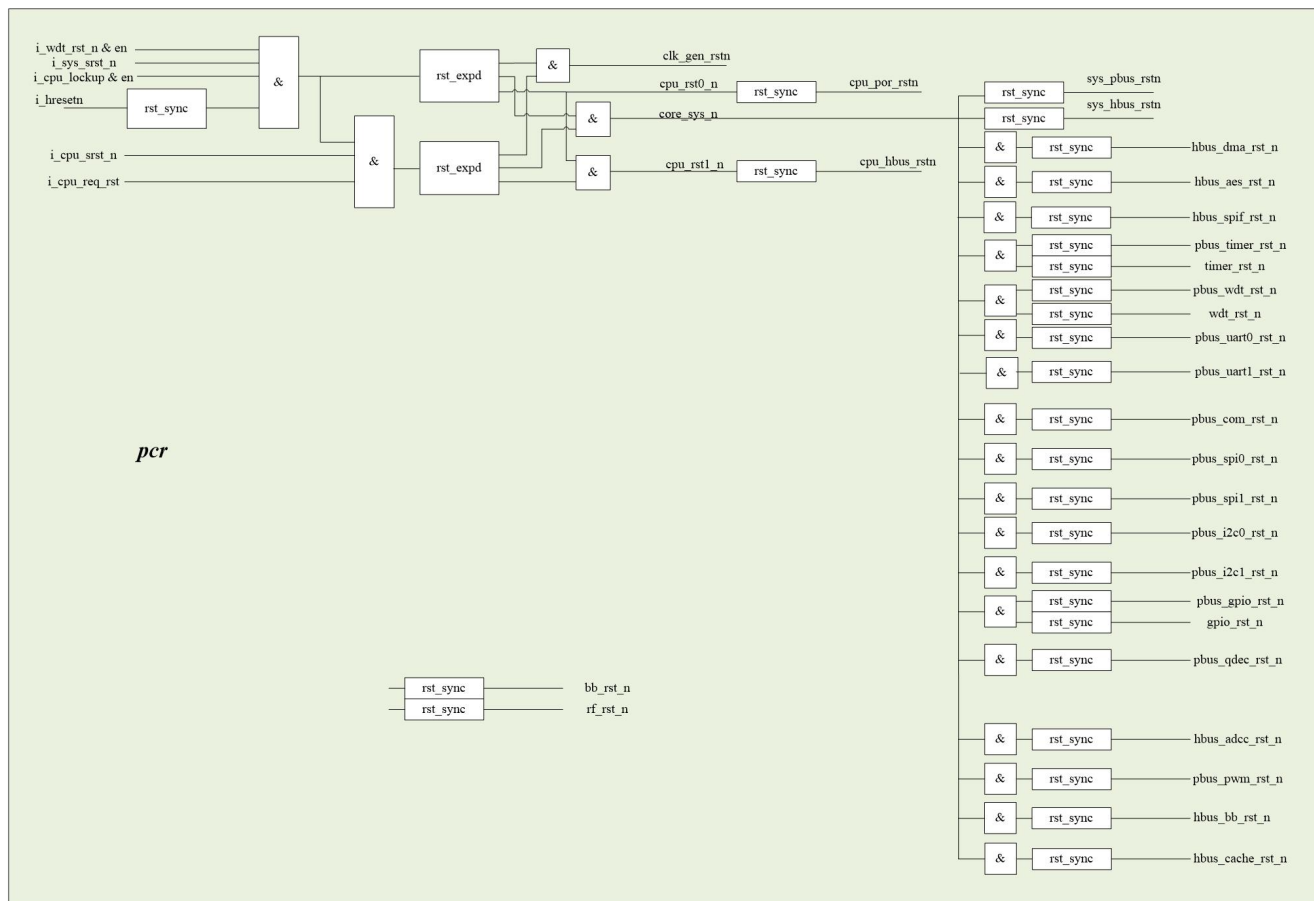 i_wdt_rst_n & en
i_sys_srst_n
i_cpu_lockup & en
i_hresetn
rst_sync
&
i_cpu_srst_n
i_cpu_req_rst
&
rst_expd
rst_expd
&
&
&
clk_gen_rstn
cpu_rst0_n
rst_sync
cpu_por_rstn
core_sys_n
cpu_rst1_n
rst_sync
cpu_hbus_rstn
rst_sync
sys_pbus_rstn
rst_sync
sys_hbus_rstn
& rst_sync hbus_dma_rst_n
& rst_sync hbus_aes_rst_n
& rst_sync hbus_spif_rst_n
& rst_sync pbus_timer_rst_n
rst_sync timer_rst_n
& rst_sync pbus_wdt_rst_n
rst_sync wdt_rst_n
& rst_sync pbus_uart0_rst_n
& rst_sync pbus_uart1_rst_n
& rst_sync pbus_com_rst_n
& rst_sync pbus_spi0_rst_n
& rst_sync pbus_spi1_rst_n
& rst_sync pbus_i2c0_rst_n
& rst_sync pbus_i2c1_rst_n
& rst_sync pbus_gpio_rst_n
rst_sync gpio_rst_n
& rst_sync pbus_qdec_rst_n
& rst_sync hbus_adcc_rst_n
& rst_sync pbus_pwm_rst_n
& rst_sync hbus_bb_rst_n
& rst_sync hbus_cache_rst_n
pcr
rst_sync bb_rst_n
rst_sync rf_rst_n